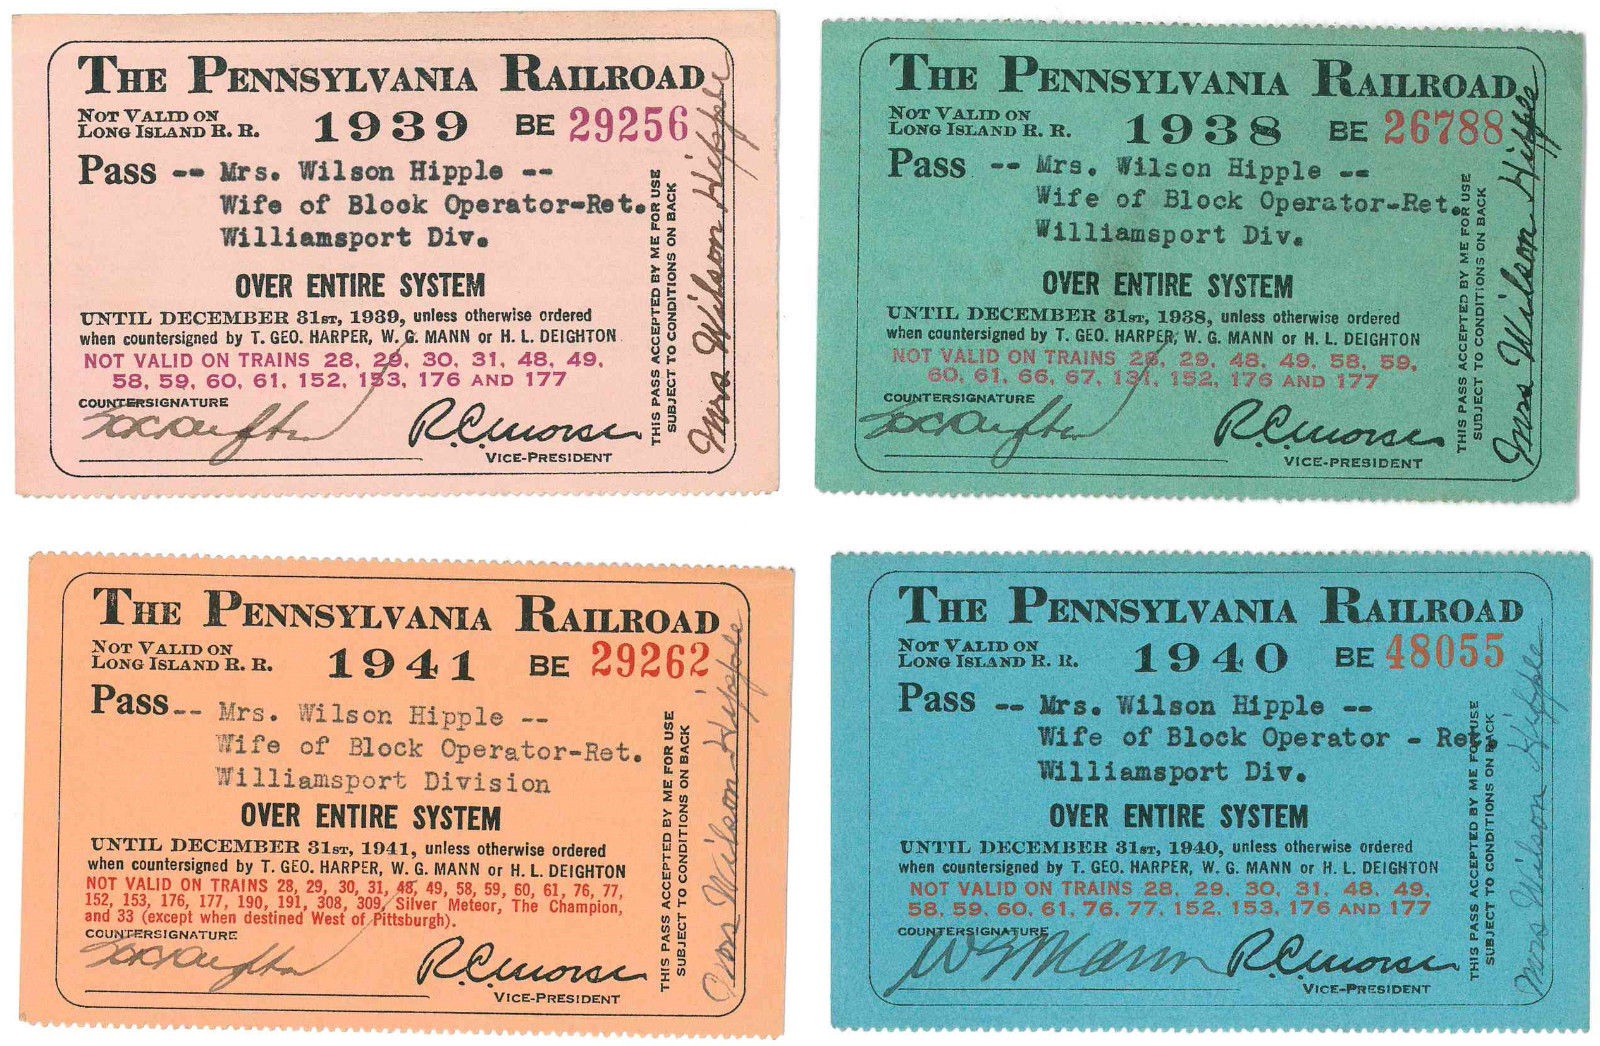 THE PENNSYLVANIA RAILROAD
NOT VALID ON
LONG ISLAND R. R.
1939 BE 29256
Pass -- Mrs. Wilson Hipple --
Wife of Block Operator-Ret.
Williamsport Div.
OVER ENTIRE SYSTEM
UNTIL DECEMBER 31ST, 1939, unless otherwise ordered
when countersigned by T. GEO. HARPER, W. G. MANN or H. L. DEIGHTON
NOT VALID ON TRAINS 28, 29, 30, 31, 48, 49,
58, 59, 60, 61, 152, 153, 176 AND 177
COUNTERSIGNATURE
R.C. Morse
VICE-PRESIDENT
THIS PASS ACCEPTED BY ME FOR USE
SUBJECT TO CONDITIONS ON BACK
Mrs Wilson Hipple
THE PENNSYLVANIA RAILROAD
NOT VALID ON
LONG ISLAND R. R.
1938 BE 26788
Pass -- Mrs. Wilson Hipple --
Wife of Block Operator-Ret.
Williamsport Div.
OVER ENTIRE SYSTEM
UNTIL DECEMBER 31ST, 1938, unless otherwise ordered
when countersigned by T. GEO. HARPER, W. G. MANN or H. L. DEIGHTON
NOT VALID ON TRAINS 28, 29, 48, 49, 58, 59,
60, 61, 66, 67, 131, 152, 176 AND 177
COUNTERSIGNATURE
R.C. Morse
VICE-PRESIDENT
THIS PASS ACCEPTED BY ME FOR USE
SUBJECT TO CONDITIONS ON BACK
Mrs Wilson Hipple
THE PENNSYLVANIA RAILROAD
NOT VALID ON
LONG ISLAND R. R.
1941 BE 29262
Pass -- Mrs. Wilson Hipple --
Wife of Block Operator-Ret.
Williamsport Division
OVER ENTIRE SYSTEM
UNTIL DECEMBER 31ST, 1941, unless otherwise ordered
when countersigned by T. GEO. HARPER, W. G. MANN or H. L. DEIGHTON
NOT VALID ON TRAINS 28, 29, 30, 31, 48, 49, 58, 59, 60, 61, 76, 77,
152, 153, 176, 177, 190, 191, 308, 309, Silver Meteor, The Champion,
and 33 (except when destined West of Pittsburgh).
COUNTERSIGNATURE
R.C. Morse
VICE-PRESIDENT
THIS PASS ACCEPTED BY ME FOR USE
SUBJECT TO CONDITIONS ON BACK
Mrs Wilson Hipple
THE PENNSYLVANIA RAILROAD
NOT VALID ON
LONG ISLAND R. R.
1940 BE 48055
Pass -- Mrs. Wilson Hipple --
Wife of Block Operator - Ret.
Williamsport Div.
OVER ENTIRE SYSTEM
UNTIL DECEMBER 31ST, 1940, unless otherwise ordered
when countersigned by T. GEO. HARPER, W. G. MANN or H. L. DEIGHTON
NOT VALID ON TRAINS 28, 29, 30, 31, 48, 49,
58, 59, 60, 61, 76, 77, 152, 153, 176 AND 177
COUNTERSIGNATURE
W G Mann R.C. Morse
VICE-PRESIDENT
THIS PASS ACCEPTED BY ME FOR USE
SUBJECT TO CONDITIONS ON BACK
Mrs Wilson Hipple